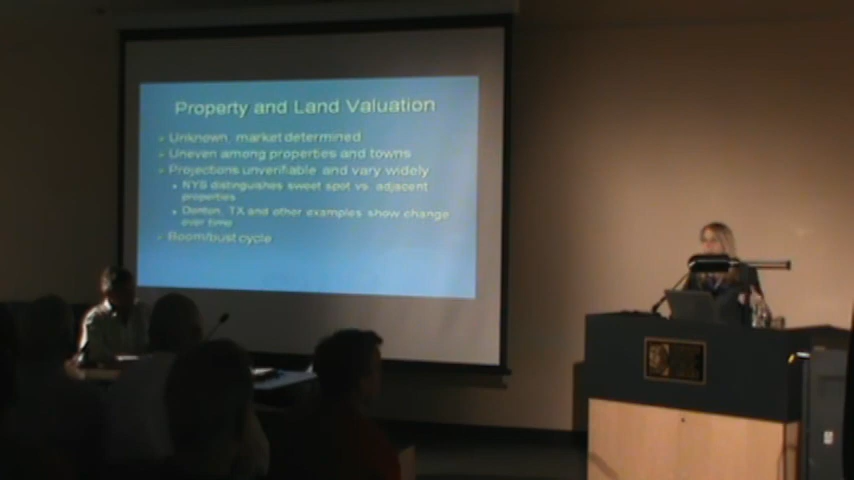 Property and Land Valuation
Unknown, market determined
Uneven among properties and towns
Projections unverifiable and vary widely
NYS distinguishes sweet spot vs. adjacent
properties
Denton, TX and other examples show change
over time
Boom/bust cycle